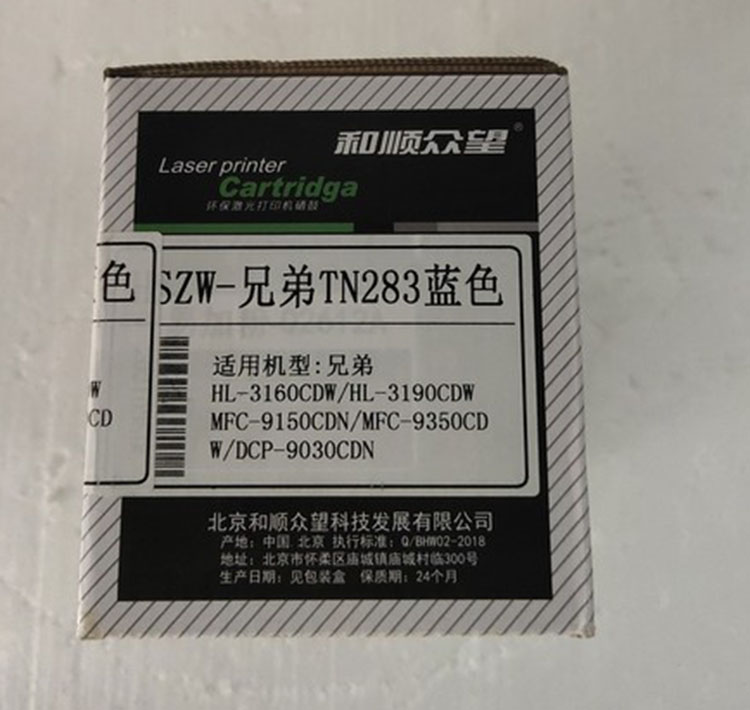 和顺众望®
Laser printer
Cartridga
环保激光打印机硒鼓
色
SZW-兄弟TN283蓝色
适用机型:兄弟
HL-3160CDW/HL-3190CDW
W
MFC-9150CDN/MFC-9350CD
CD
W/DCP-9030CDN
北京和顺众望科技发展有限公司
产地: 中国.北京 执行标准: Q/BHW02-2018
地址: 北京市怀柔区庙城镇庙城村临300号
生产日期: 见包装盒 保质期: 24个月